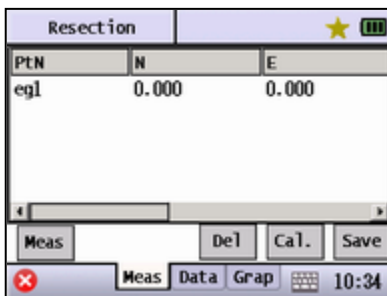 Resection
PtN N E
eg1 0.000 0.000
Meas Del Cal. Save
Meas Data Grap 10:34